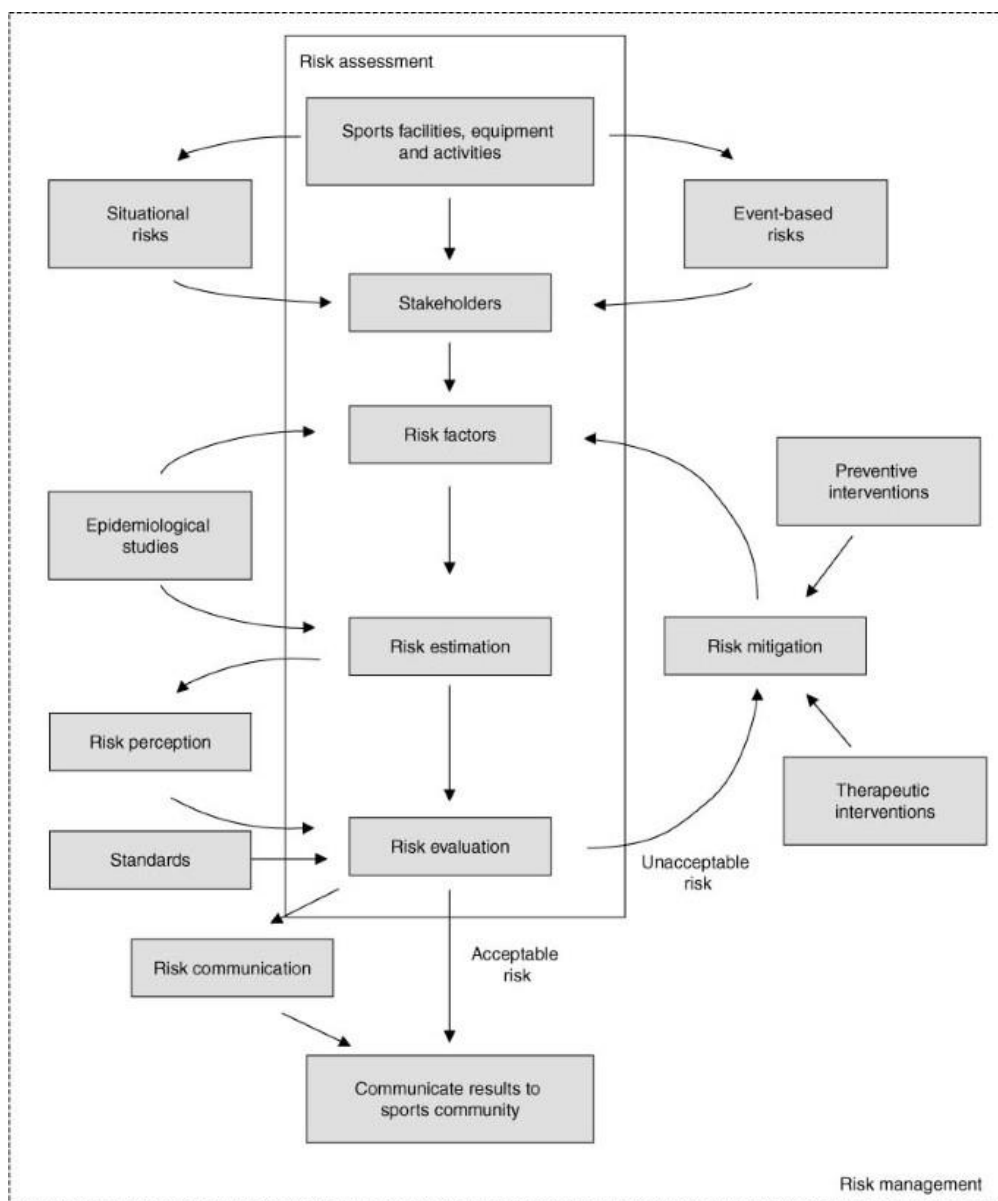 Risk assessment
Sports facilities, equipment
and activities
Situational
risks
Event-based
risks
Stakeholders
Risk factors
Preventive
interventions
Epidemiological
studies
Risk estimation
Risk mitigation
Risk perception
Therapeutic
interventions
Risk evaluation
Standards
Unacceptable
risk
Risk communication
Acceptable
risk
Communicate results to
sports community
Risk management